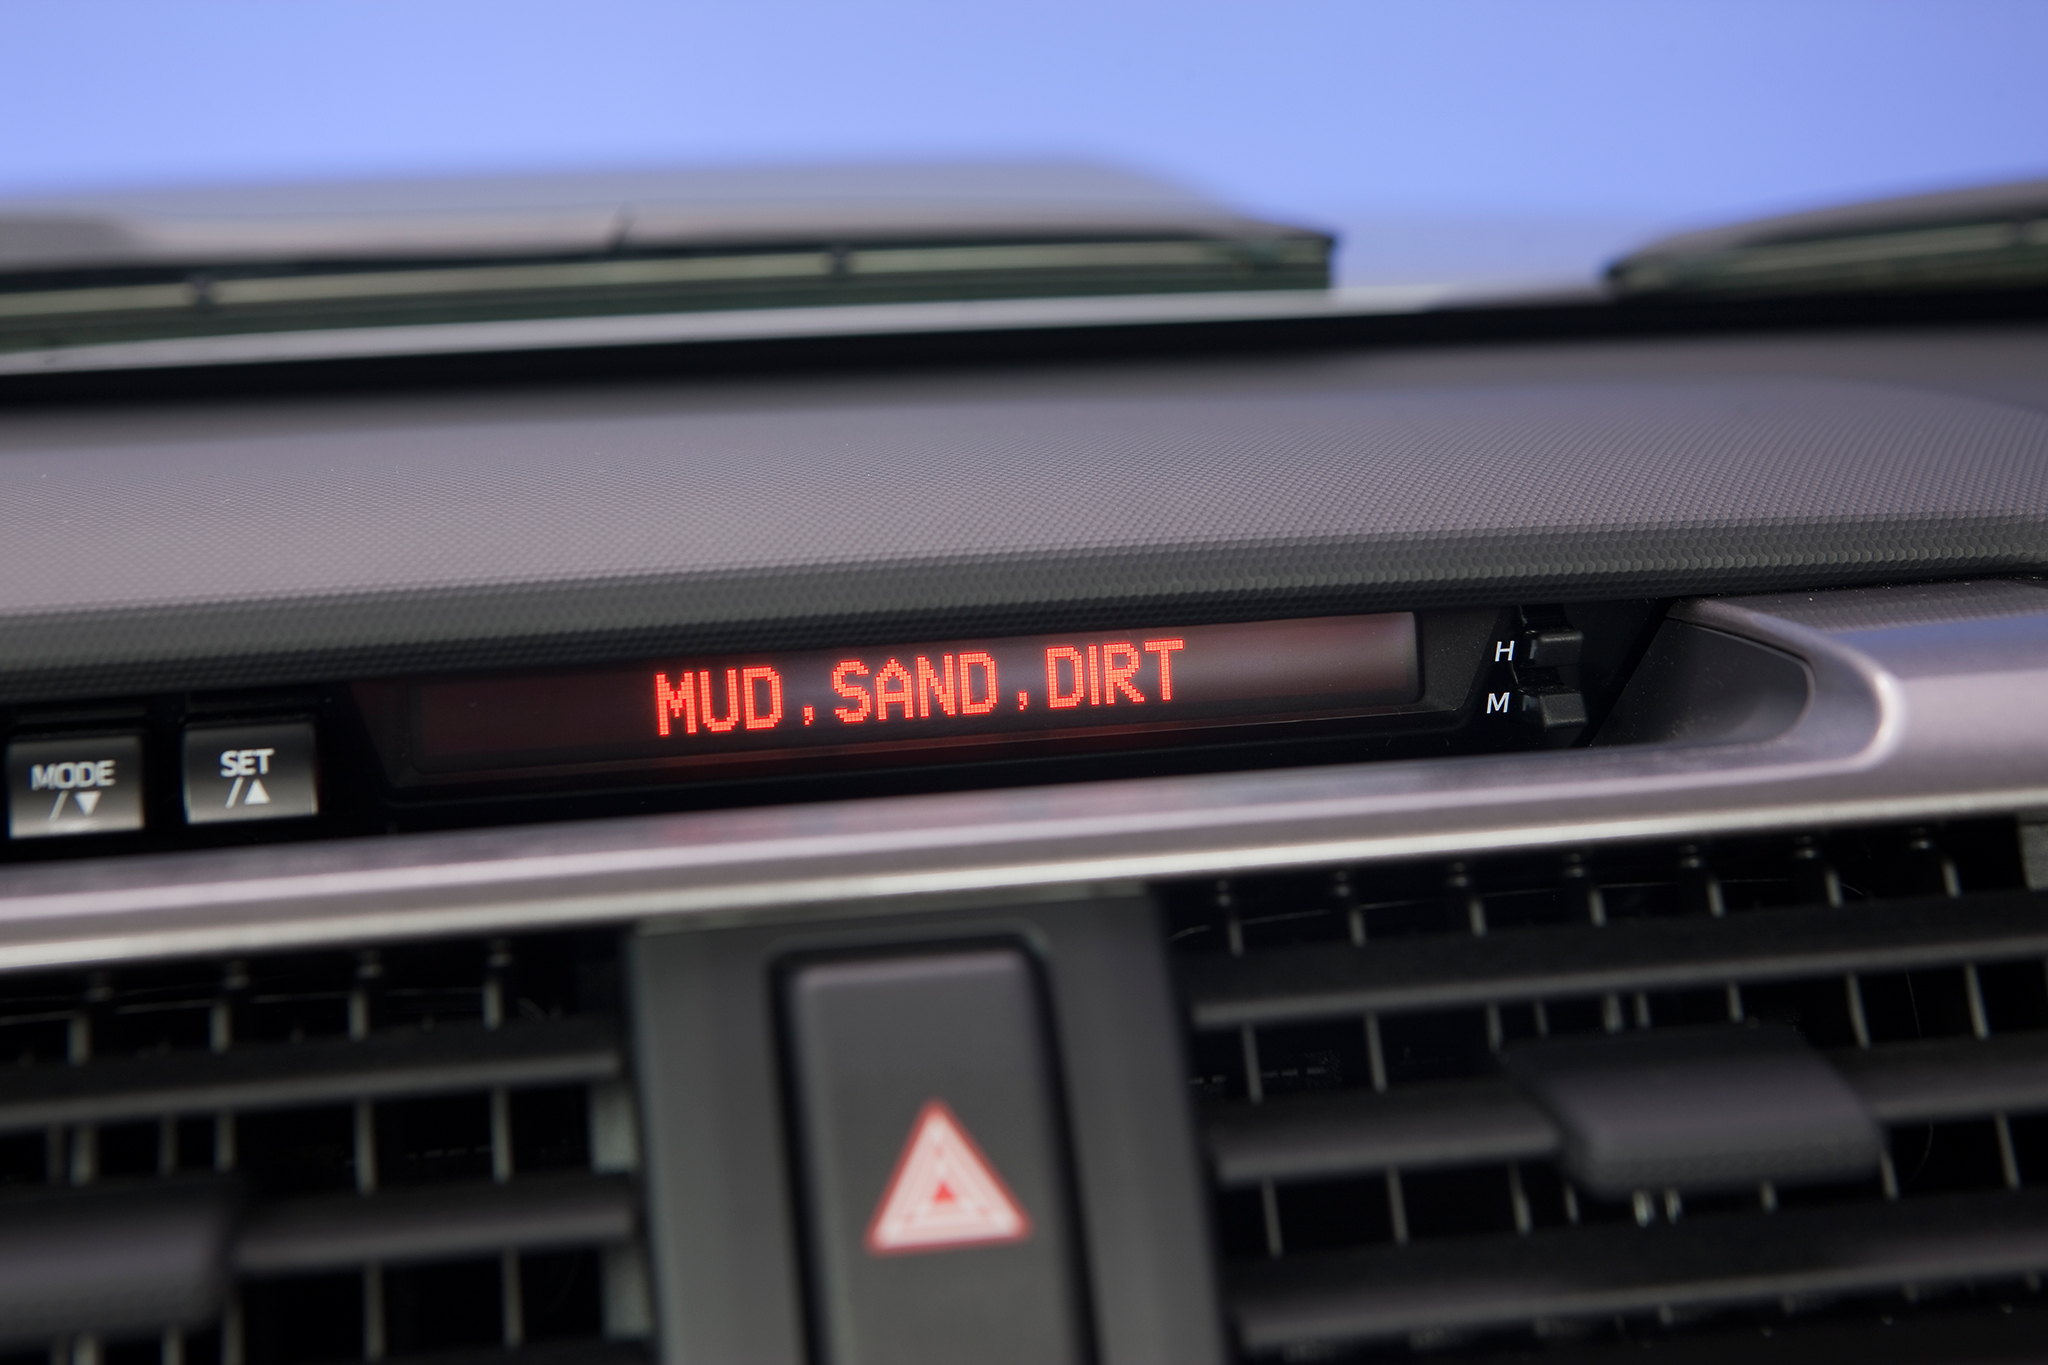 MUD,SAND,DIRT
H
M
MODE
/▼
SET
/▲